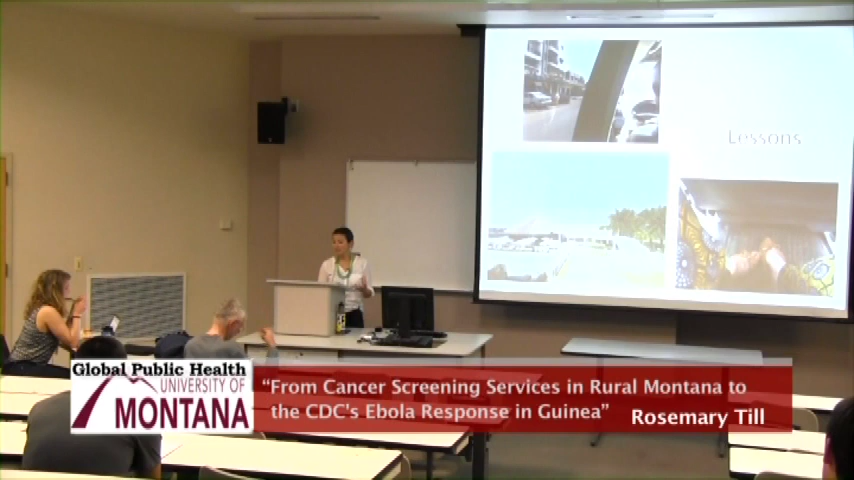 Lessons
Global Public Health
UNIVERSITY OF
MONTANA
“From Cancer Screening Services in Rural Montana to
the CDC's Ebola Response in Guinea”
Rosemary Till